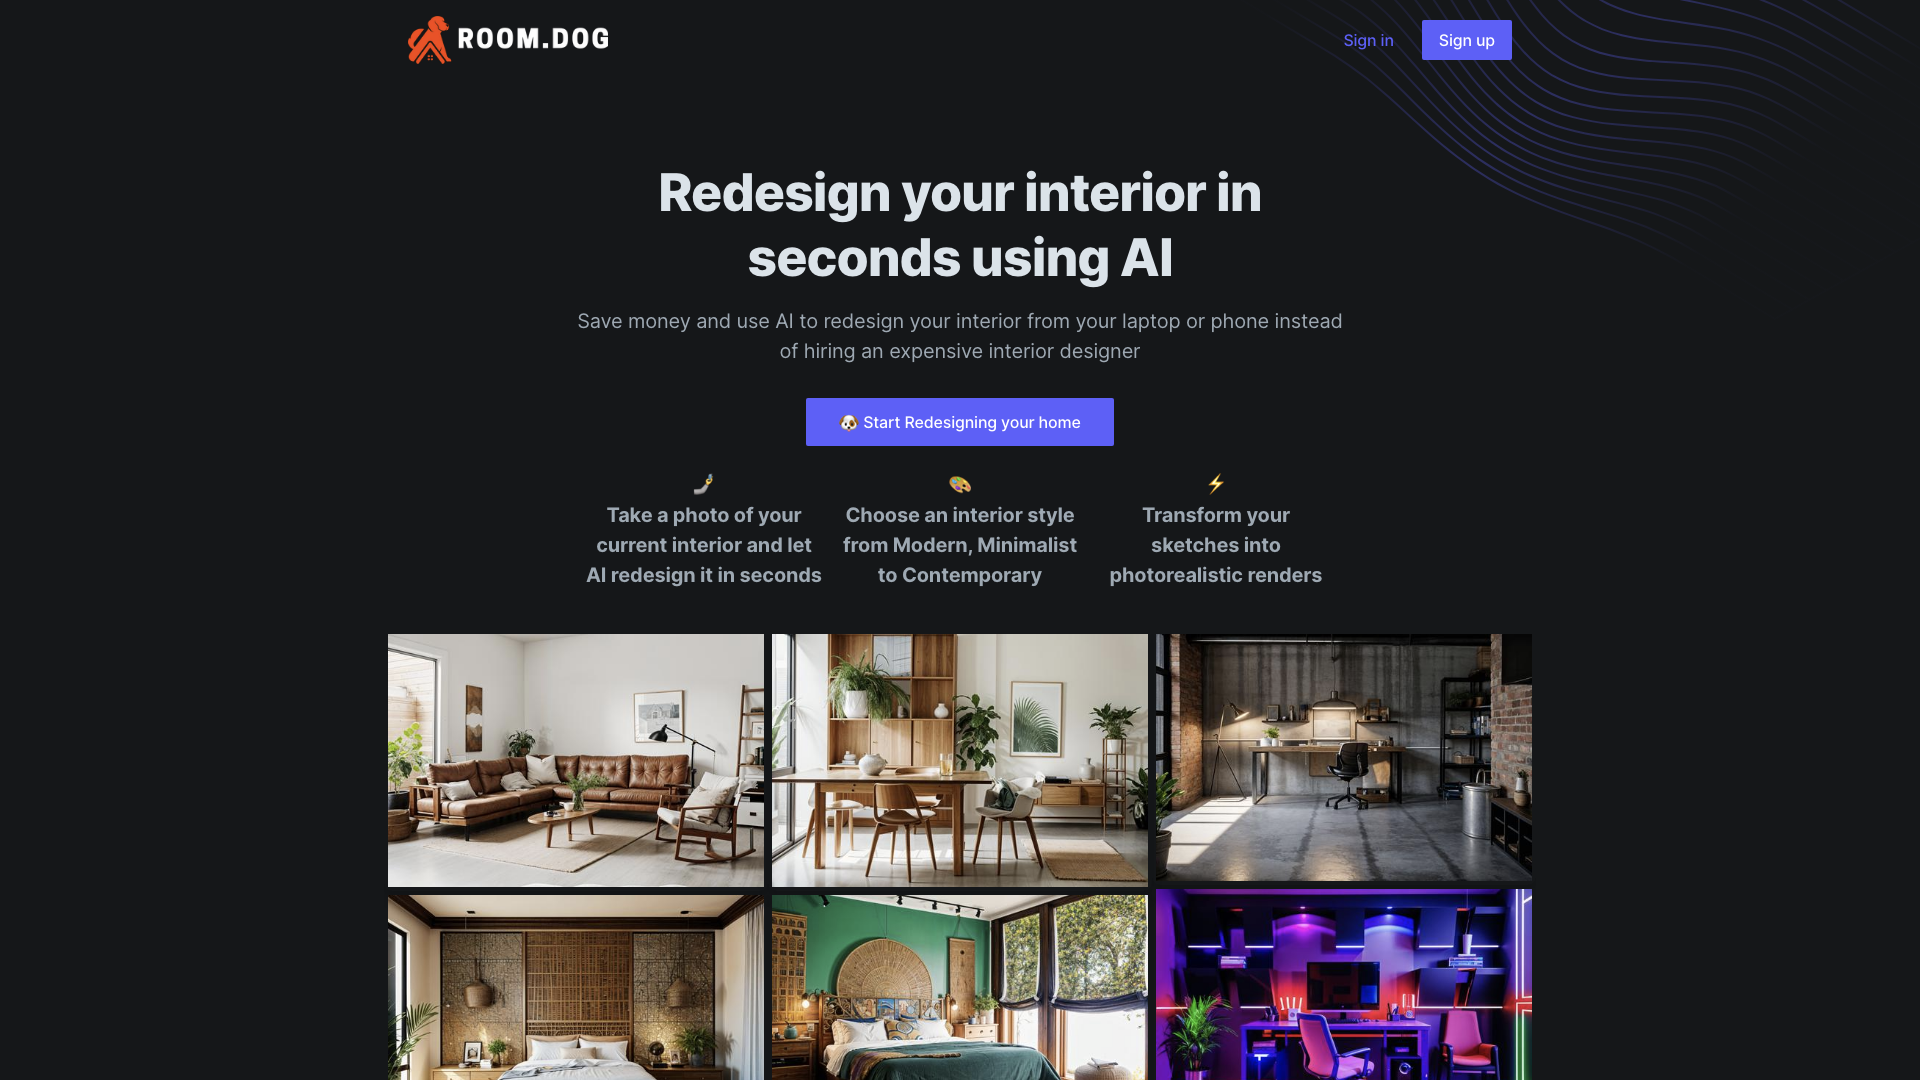 ROOM.DOG
Sign in
Sign up
Redesign your interior in
seconds using AI
Save money and use AI to redesign your interior from your laptop or phone instead
of hiring an expensive interior designer
🐶 Start Redesigning your home
🤳
Take a photo of your
current interior and let
AI redesign it in seconds
🎨
Choose an interior style
from Modern, Minimalist
to Contemporary
⚡
Transform your
sketches into
photorealistic renders